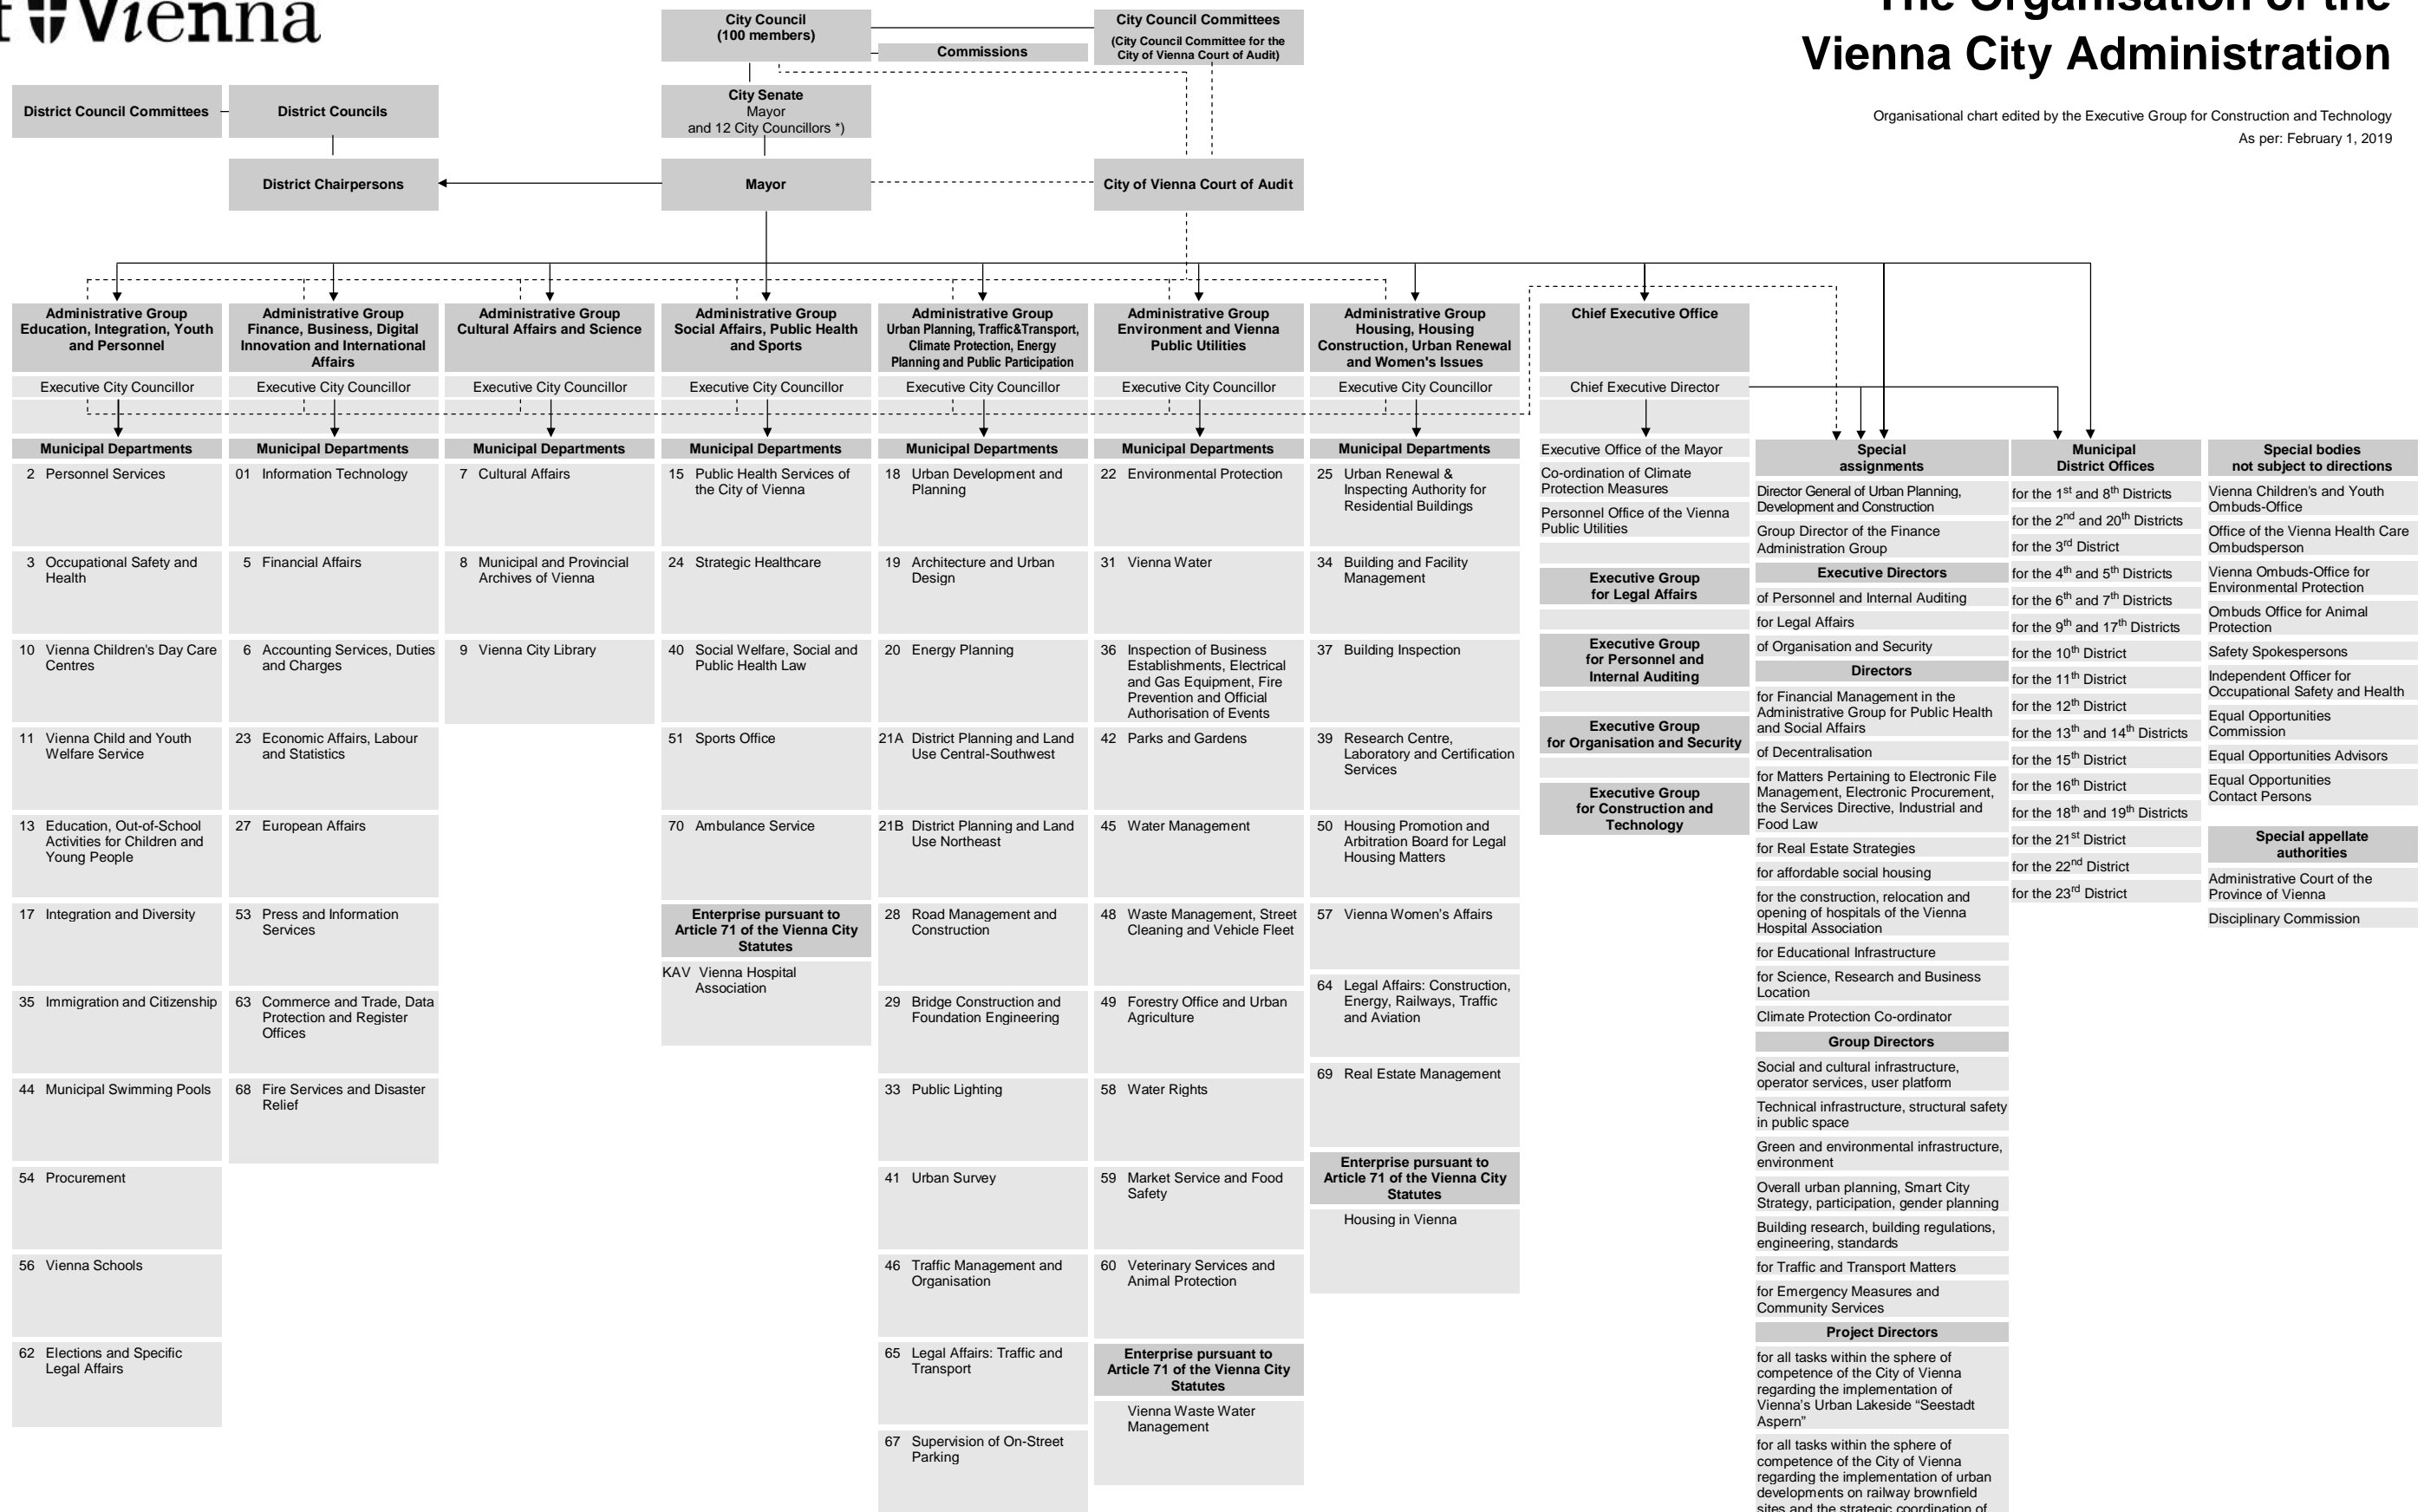 Vienna
The Organisation of the
Vienna City Administration
Organisational chart edited by the Executive Group for Construction and Technology
As per: February 1, 2019
City Council
(100 members)
Commissions
City Council Committees
(City Council Committee for the
City of Vienna Court of Audit)
District Council Committees
District Councils
City Senate
Mayor
and 12 City Councillors *)
District Chairpersons
Mayor
City of Vienna Court of Audit
Administrative Group
Education, Integration, Youth
and Personnel
Executive City Councillor
Municipal Departments
2 Personnel Services
3 Occupational Safety and
Health
10 Vienna Children's Day Care
Centres
11 Vienna Child and Youth
Welfare Service
13 Education, Out-of-School
Activities for Children and
Young People
17 Integration and Diversity
35 Immigration and Citizenship
44 Municipal Swimming Pools
54 Procurement
56 Vienna Schools
62 Elections and Specific
Legal Affairs
Administrative Group
Finance, Business, Digital
Innovation and International
Affairs
Executive City Councillor
Municipal Departments
01 Information Technology
5 Financial Affairs
6 Accounting Services, Duties
and Charges
23 Economic Affairs, Labour
and Statistics
27 European Affairs
53 Press and Information
Services
63 Commerce and Trade, Data
Protection and Register
Offices
68 Fire Services and Disaster
Relief
Administrative Group
Cultural Affairs and Science
Executive City Councillor
Municipal Departments
7 Cultural Affairs
8 Municipal and Provincial
Archives of Vienna
9 Vienna City Library
Administrative Group
Social Affairs, Public Health
and Sports
Executive City Councillor
Municipal Departments
15 Public Health Services of
the City of Vienna
24 Strategic Healthcare
40 Social Welfare, Social and
Public Health Law
51 Sports Office
70 Ambulance Service
Enterprise pursuant to
Article 71 of the Vienna City
Statutes
KAV Vienna Hospital
Association
Administrative Group
Urban Planning, Traffic&Transport,
Climate Protection, Energy
Planning and Public Participation
Executive City Councillor
Municipal Departments
18 Urban Development and
Planning
19 Architecture and Urban
Design
20 Energy Planning
21A District Planning and Land
Use Central-Southwest
21B District Planning and Land
Use Northeast
28 Road Management and
Construction
29 Bridge Construction and
Foundation Engineering
33 Public Lighting
41 Urban Survey
46 Traffic Management and
Organisation
65 Legal Affairs: Traffic and
Transport
67 Supervision of On-Street
Parking
Administrative Group
Environment and Vienna
Public Utilities
Executive City Councillor
Municipal Departments
22 Environmental Protection
31 Vienna Water
36 Inspection of Business
Establishments, Electrical
and Gas Equipment, Fire
Prevention and Official
Authorisation of Events
42 Parks and Gardens
45 Water Management
48 Waste Management, Street
Cleaning and Vehicle Fleet
49 Forestry Office and Urban
Agriculture
58 Water Rights
59 Market Service and Food
Safety
60 Veterinary Services and
Animal Protection
Enterprise pursuant to
Article 71 of the Vienna City
Statutes
Vienna Waste Water
Management
Administrative Group
Housing, Housing
Construction, Urban Renewal
and Women's Issues
Executive City Councillor
Municipal Departments
25 Urban Renewal &
Inspecting Authority for
Residential Buildings
34 Building and Facility
Management
37 Building Inspection
39 Research Centre,
Laboratory and Certification
Services
50 Housing Promotion and
Arbitration Board for Legal
Housing Matters
57 Vienna Women’s Affairs
64 Legal Affairs: Construction,
Energy, Railways, Traffic
and Aviation
69 Real Estate Management
Enterprise pursuant to
Article 71 of the Vienna City
Statutes
Housing in Vienna
Chief Executive Office
Chief Executive Director
Executive Office of the Mayor
Co-ordination of Climate
Protection Measures
Personnel Office of the Vienna
Public Utilities
Executive Group
for Legal Affairs
Executive Group
for Personnel and
Internal Auditing
Executive Group
for Organisation and Security
Executive Group
for Construction and
Technology
Special
assignments
Director General of Urban Planning,
Development and Construction
Group Director of the Finance
Administration Group
Executive Directors
of Personnel and Internal Auditing
for Legal Affairs
of Organisation and Security
Directors
for Financial Management in the
Administrative Group for Public Health
and Social Affairs
of Decentralisation
for Matters Pertaining to Electronic File
Management, Electronic Procurement,
the Services Directive, Industrial and
Food Law
for Real Estate Strategies
for affordable social housing
for the construction, relocation and
opening of hospitals of the Vienna
Hospital Association
for Educational Infrastructure
for Science, Research and Business
Location
Climate Protection Co-ordinator
Group Directors
Social and cultural infrastructure,
operator services, user platform
Technical infrastructure, structural safety
in public space
Green and environmental infrastructure,
environment
Overall urban planning, Smart City
Strategy, participation, gender planning
Building research, building regulations,
engineering, standards
for Traffic and Transport Matters
for Emergency Measures and
Community Services
Project Directors
for all tasks within the sphere of
competence of the City of Vienna
regarding the implementation of
Vienna’s Urban Lakeside “Seestadt
Aspern”
for all tasks within the sphere of
competence of the City of Vienna
regarding the implementation of urban
developments on railway brownfield
sites and the strategic coordination of
Municipal
District Offices
for the 1st and 8th Districts
for the 2nd and 20th Districts
for the 3rd District
for the 4th and 5th Districts
for the 6th and 7th Districts
for the 9th and 17th Districts
for the 10th District
for the 11th District
for the 12th District
for the 13th and 14th Districts
for the 15th District
for the 16th District
for the 18th and 19th Districts
for the 21st District
for the 22nd District
for the 23rd District
Special bodies
not subject to directions
Vienna Children's and Youth
Ombuds-Office
Office of the Vienna Health Care
Ombudsperson
Vienna Ombuds-Office for
Environmental Protection
Ombuds Office for Animal
Protection
Safety Spokespersons
Independent Officer for
Occupational Safety and Health
Equal Opportunities
Commission
Equal Opportunities Advisors
Equal Opportunities
Contact Persons
Special appellate
authorities
Administrative Court of the
Province of Vienna
Disciplinary Commission